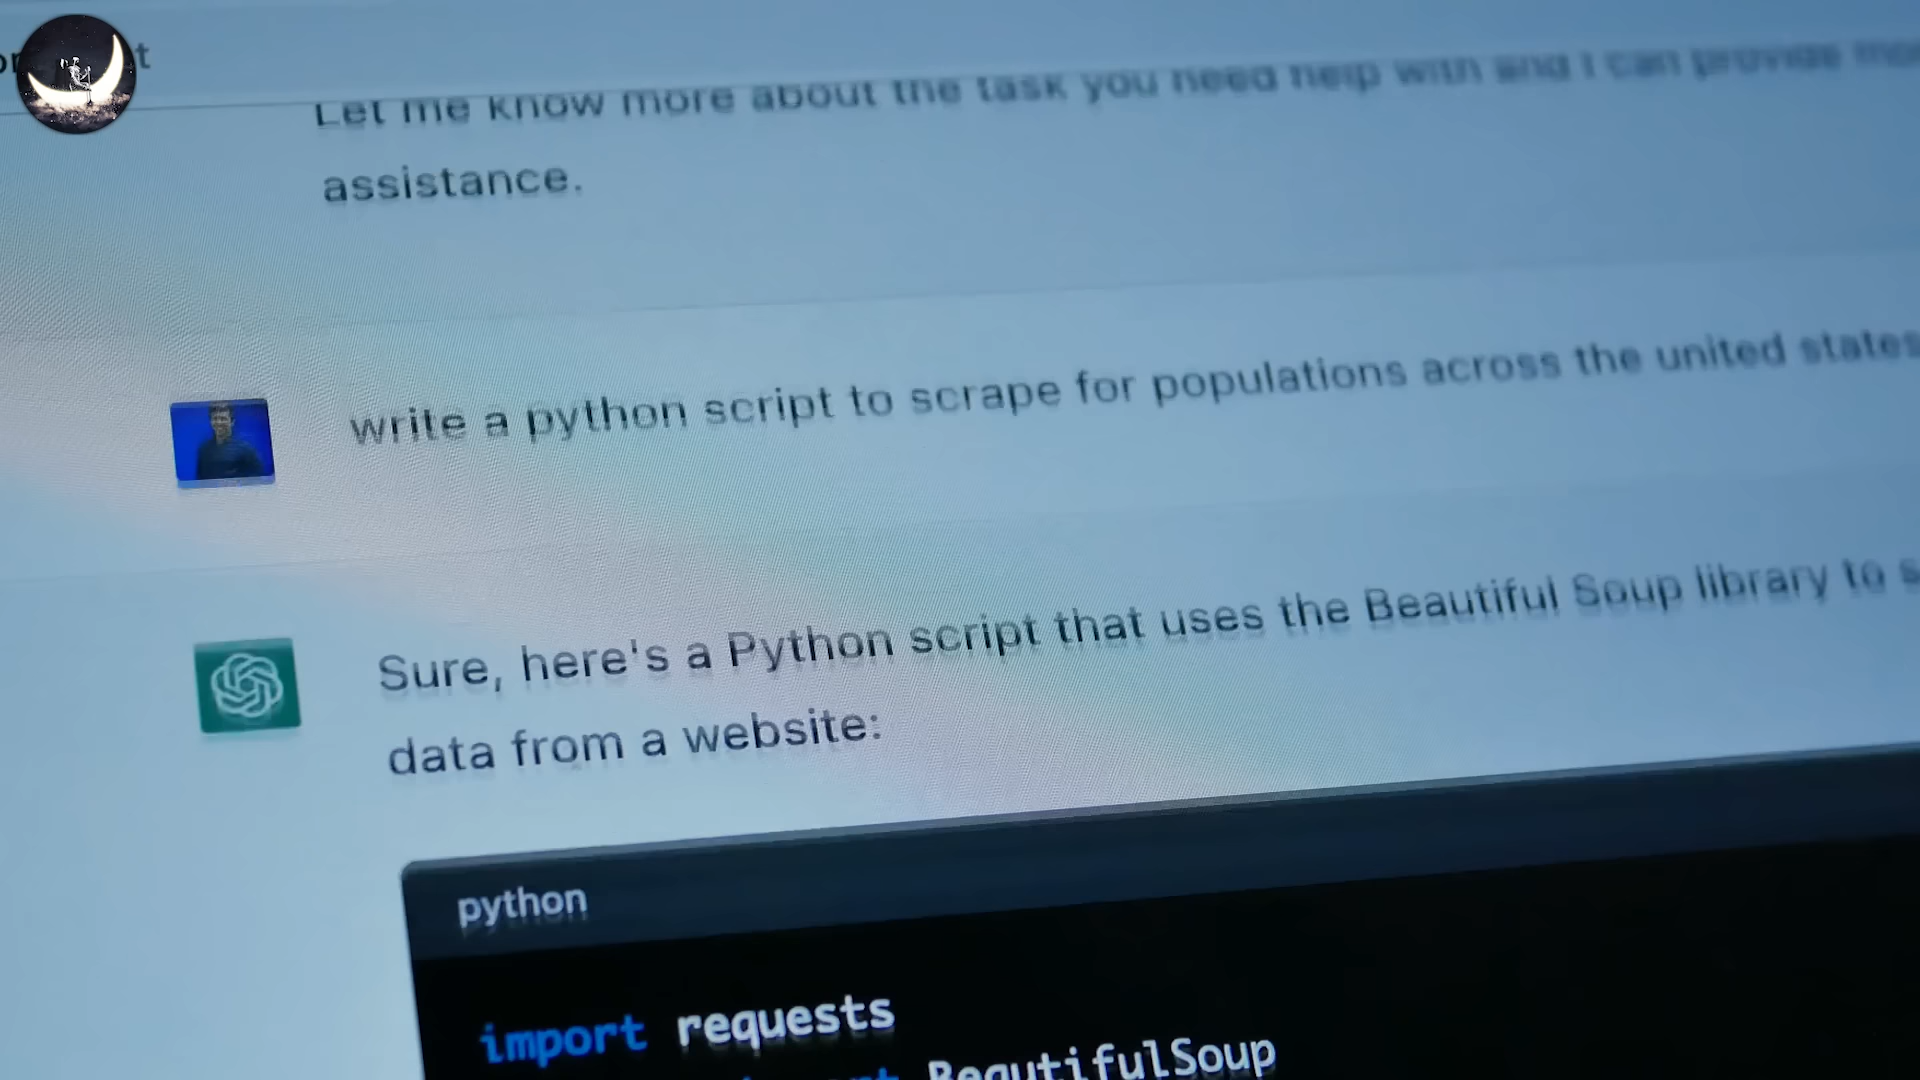 Let me know more about the task you need help with and I can provide
assistance.
write a python script to scrape for populations across the united states
Sure, here's a Python script that uses the Beautiful Soup library to
data from a website:
python
import requests
BeautifulSoup